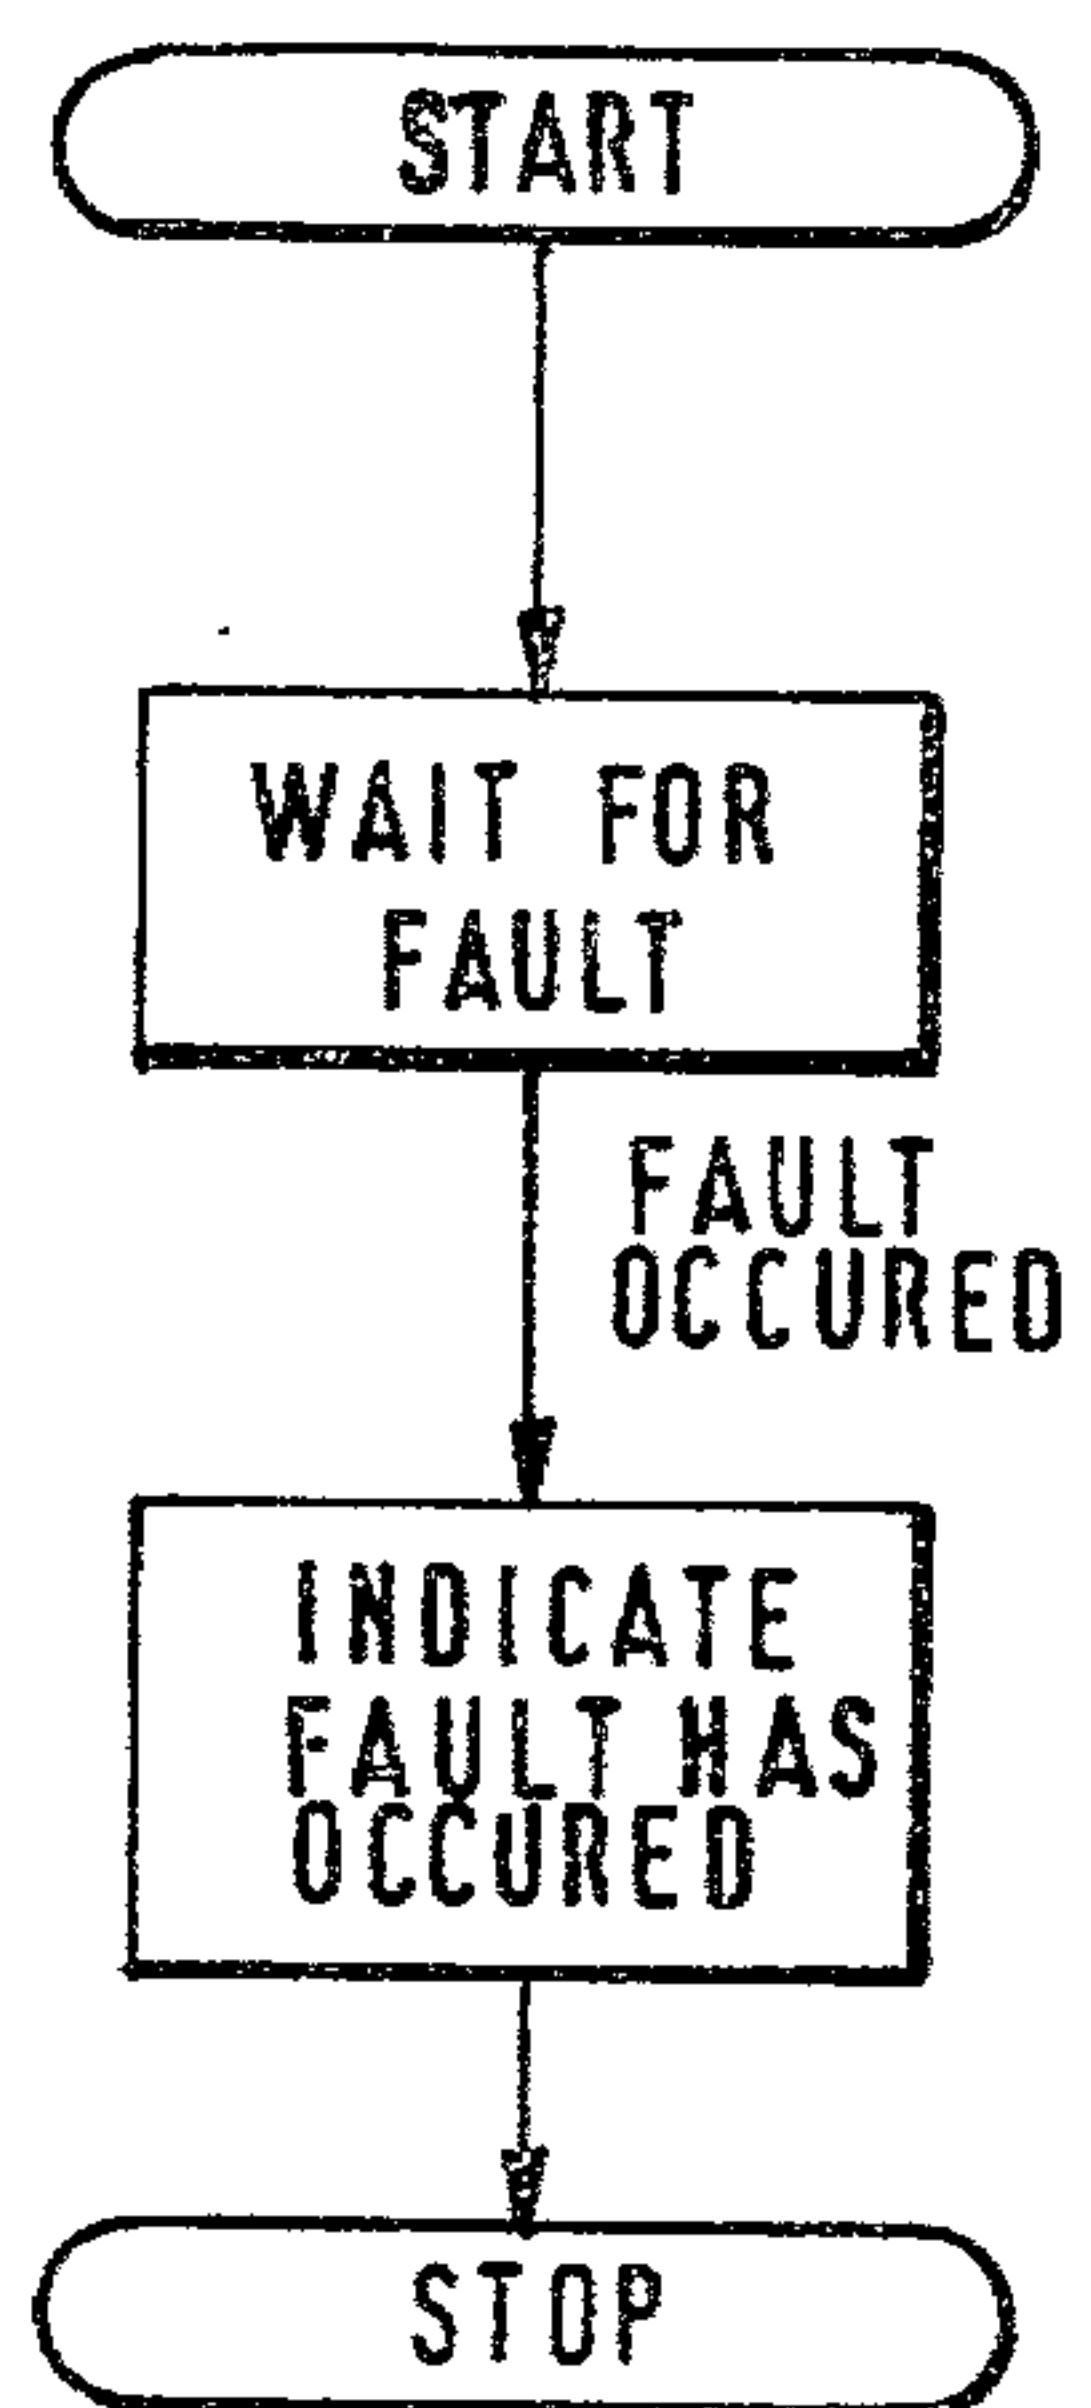 START
WAIT FOR
FAULT
FAULT
OCCURED
INDICATE
FAULT HAS
OCCURED
STOP